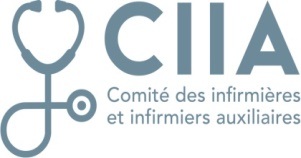 CIIA
Comité des infirmières
et infirmiers auxiliaires